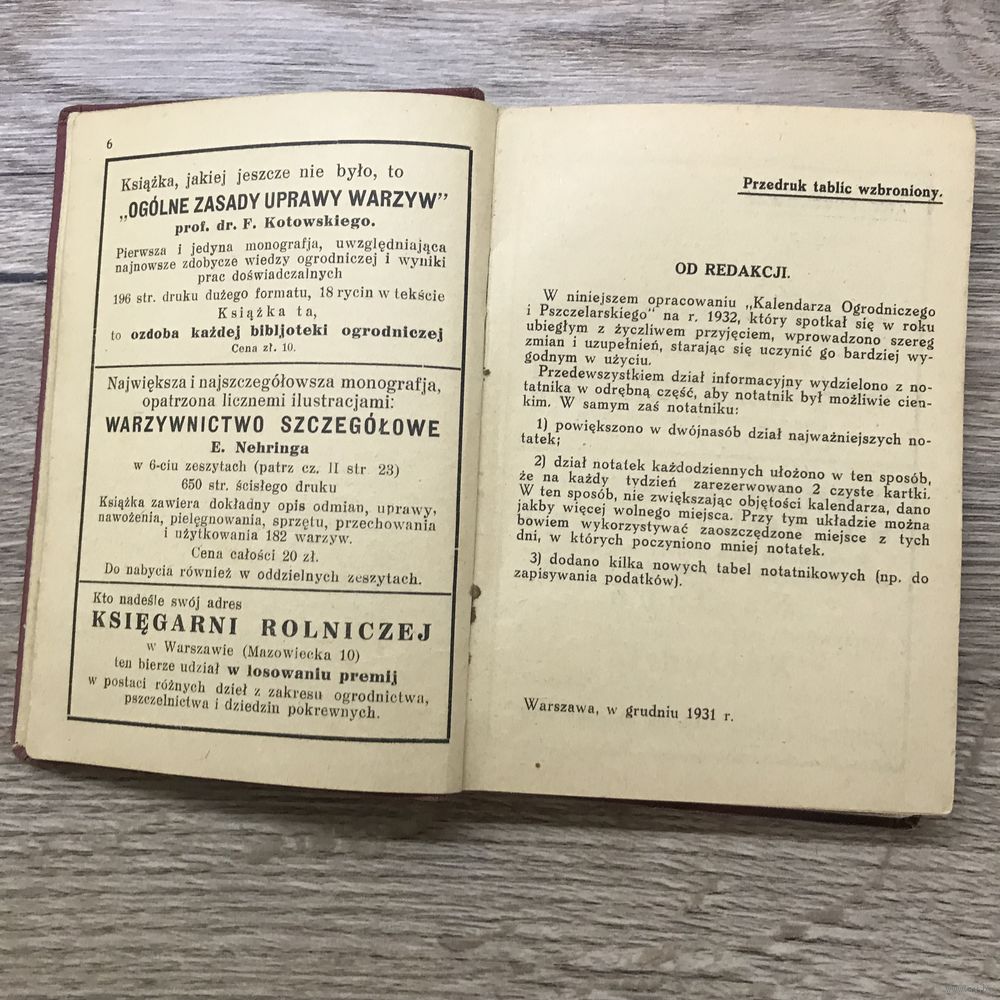 6
Książka, jakiej jeszcze nie było, to
„OGÓLNE ZASADY UPRAWY WARZYW”
prof. dr. F. Kotowskiego.
Pierwsza i jedyna monografja, uwzględniająca
najnowsze zdobycze wiedzy ogrodniczej i wyniki
prac doświadczalnych
196 str. druku dużego formatu, 18 rycin w tekście
Książka ta,
to ozdoba każdej bibljoteki ogrodniczej
Cena zł. 10.
Największa i najszczegółowsza monografja,
opatrzona licznemi ilustracjami:
WARZYWNICTWO SZCZEGÓŁOWE
E. Nehringa
w 6-ciu zeszytach (patrz cz. II str 23)
650 str. ścisłego druku
Książka zawiera dokładny opis odmian, uprawy,
nawożenia, pielęgnowania, sprzętu, przechowania
i użytkowania 182 warzyw.
Cena całości 20 zł.
Do nabycia również w oddzielnych zeszytach.
Kto nadeśle swój adres
KSIĘGARNI ROLNICZEJ
w Warszawie (Mazowiecka 10)
ten bierze udział w losowaniu premij
w postaci różnych dzieł z zakresu ogrodnictwa,
pszczelnictwa i dziedzin pokrewnych.
Przedruk tablic wzbroniony.
OD REDAKCJI.
W niniejszem opracowaniu „Kalendarza Ogrodniczego
i Pszczelarskiego“ na r. 1932, który spotkał się w roku
ubiegłym z życzliwem przyjęciem, wprowadzono szereg
zmian i uzupełnień, starając się uczynić go bardziej wy-
godnym w użyciu.
Przedewszystkiem dział informacyjny wydzielono z no-
tatnika w odrębną część, aby notatnik był możliwie cien-
kim. W samym zaś notatniku:
1) powiększono w dwójnasób dział najważniejszych no-
tatek;
2) dział notatek każdodziennych ułożono w ten sposób,
że na każdy tydzień zarezerwowano 2 czyste kartki.
W ten sposób, nie zwiększając objętości kalendarza, dano
jakby więcej wolnego miejsca. Przy tym układzie można
bowiem wykorzystywać zaoszczędzone miejsce z tych
dni, w których poczyniono mniej notatek.
3) dodano kilka nowych tabel notatnikowych (np. do
zapisywania podatków).
Warszawa, w grudniu 1931 r.